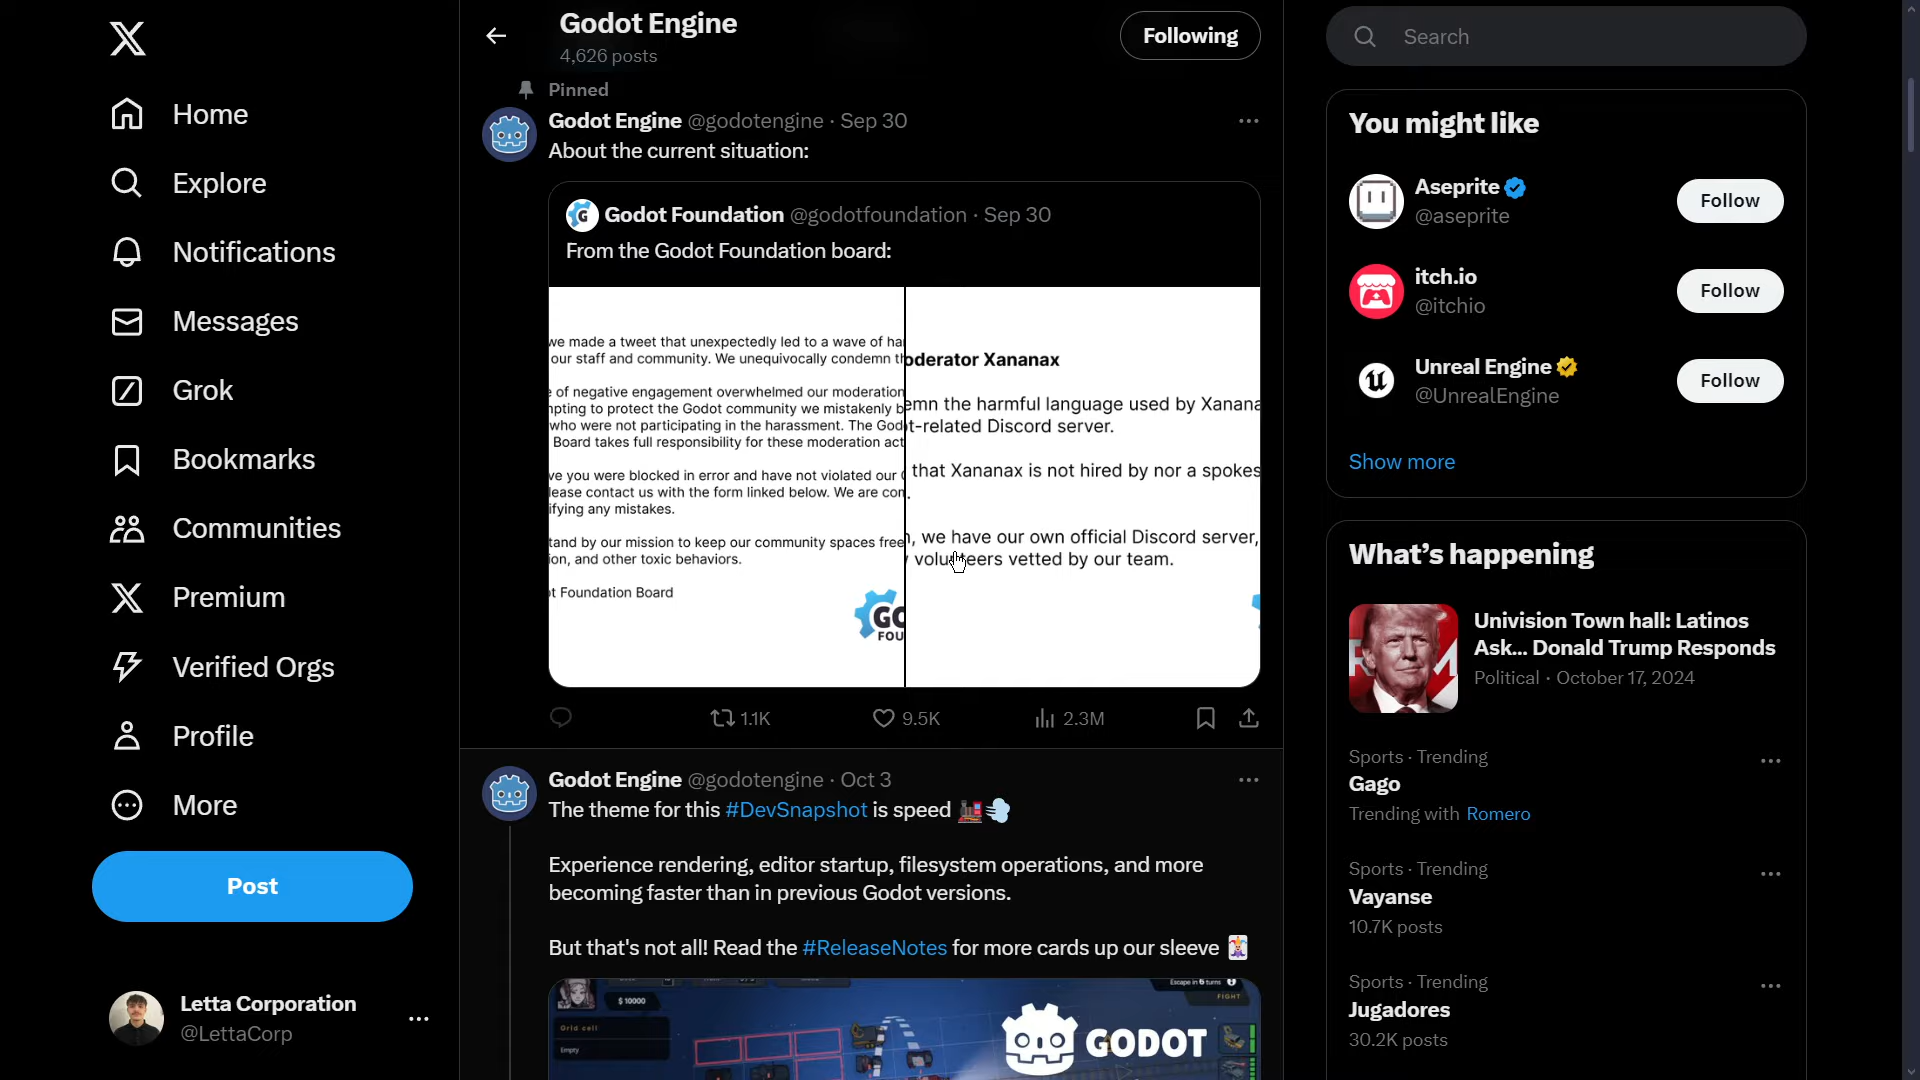 Home
Explore
Notifications
Messages
Grok
Bookmarks
Communities
Premium
Verified Orgs
Profile
More
Post
Letta Corporation
@LettaCorp
Godot Engine
4,626 posts
Following
Pinned
Godot Engine @godotengine · Sep 30
About the current situation:
Godot Foundation @godotfoundation · Sep 30
From the Godot Foundation board:
we made a tweet that unexpectedly led to a wave of
our staff and community. We unequivocally condemn
of negative engagement overwhelmed our moderation
to protect the Godot community we mistakenly
who were not participating in the harassment. The
Board takes full responsibility for these moderation
you were blocked in error and have not violated our
contact us with the form linked below. We are
any mistakes.
by our mission to keep our community spaces free
and other toxic behaviors.
Foundation Board
GO
FOU
oderator Xananax
emn the harmful language used by Xanana
t-related Discord server.
that Xananax is not hired by nor a spokes
, we have our own official Discord server,
volunteers vetted by our team.
1.1K
9.5K
2.3M
Godot Engine @godotengine · Oct 3
The theme for this #DevSnapshot is speed 🚂💨
Experience rendering, editor startup, filesystem operations, and more
becoming faster than in previous Godot versions.
But that's not all! Read the #ReleaseNotes for more cards up our sleeve 🃏
$ 10000
Grid cell
Empty
Escape in 6 turns
FIGHT
GODOT
Search
You might like
Aseprite
@aseprite
Follow
itch.io
@itchio
Follow
Unreal Engine
@UnrealEngine
Follow
Show more
What's happening
Univision Town hall: Latinos
Ask... Donald Trump Responds
Political · October 17, 2024
Sports · Trending
Gago
Trending with Romero
Sports · Trending
Vayanse
10.7K posts
Sports · Trending
Jugadores
30.2K posts